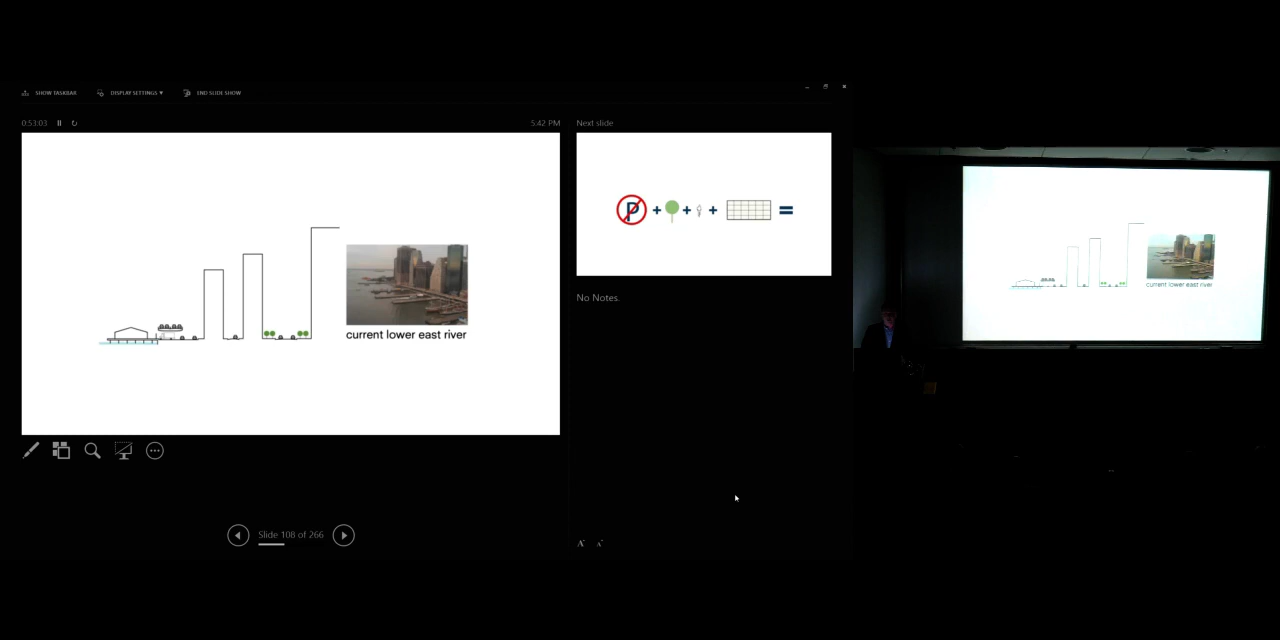 SHOW TASKBAR
DISPLAY SETTINGS ▼
END SLIDE SHOW
0:53:03
5:42 PM
Next slide
current lower east river
P + + + =
No Notes.
Slide 108 of 266
A A
current lower east river